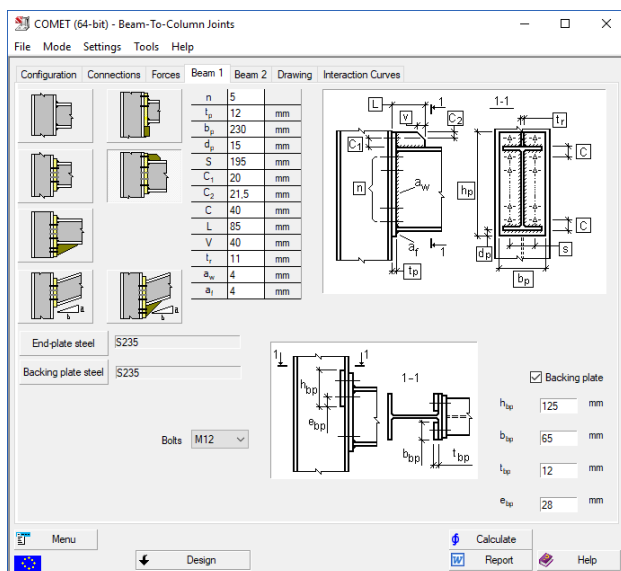 COMET (64-bit) - Beam-To-Column Joints
File Mode Settings Tools Help
Configuration Connections Forces Beam 1 Beam 2 Drawing Interaction Curves
n 5
tp 12 mm
bp 230 mm
dp 15 mm
S 195 mm
C1 20 mm
C2 21,5 mm
C 40 mm
L 85 mm
V 40 mm
tr 11 mm
aw 4 mm
af 4 mm
L 1 1-1 tr
V C2
C1 C
aw
n hp
C
dp S
af 1
tp bp
a
h
a
h
End-plate steel S235
Backing plate steel S235
Bolts M12
1 1
1-1
hbp
ebp
bbp tbp
Backing plate
hbp 125 mm
bbp 65 mm
tbp 12 mm
ebp 28 mm
Menu Calculate
Design Report Help